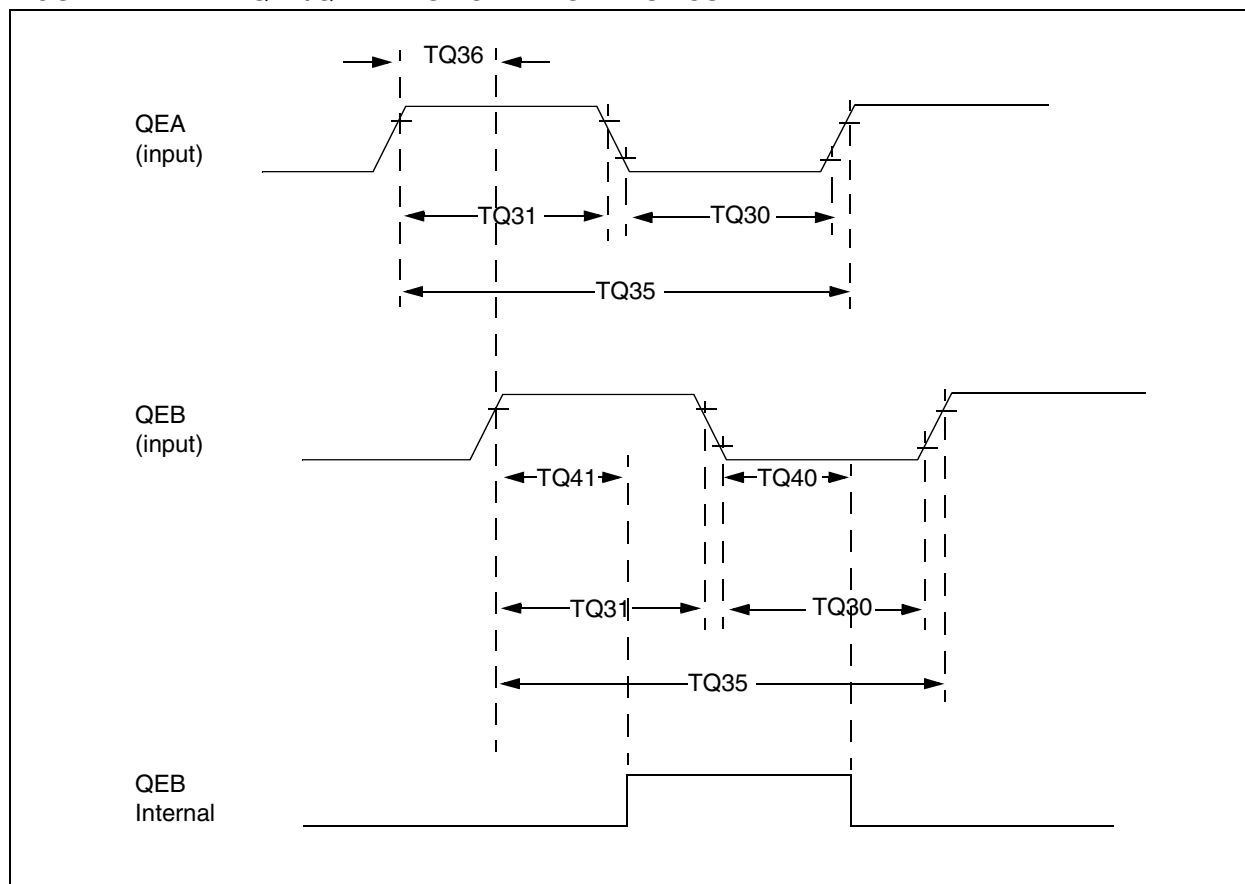 TQ36
QEA
(input)
TQ31
TQ30
TQ35
QEB
(input)
TQ41
TQ40
TQ31
TQ30
TQ35
QEB
Internal